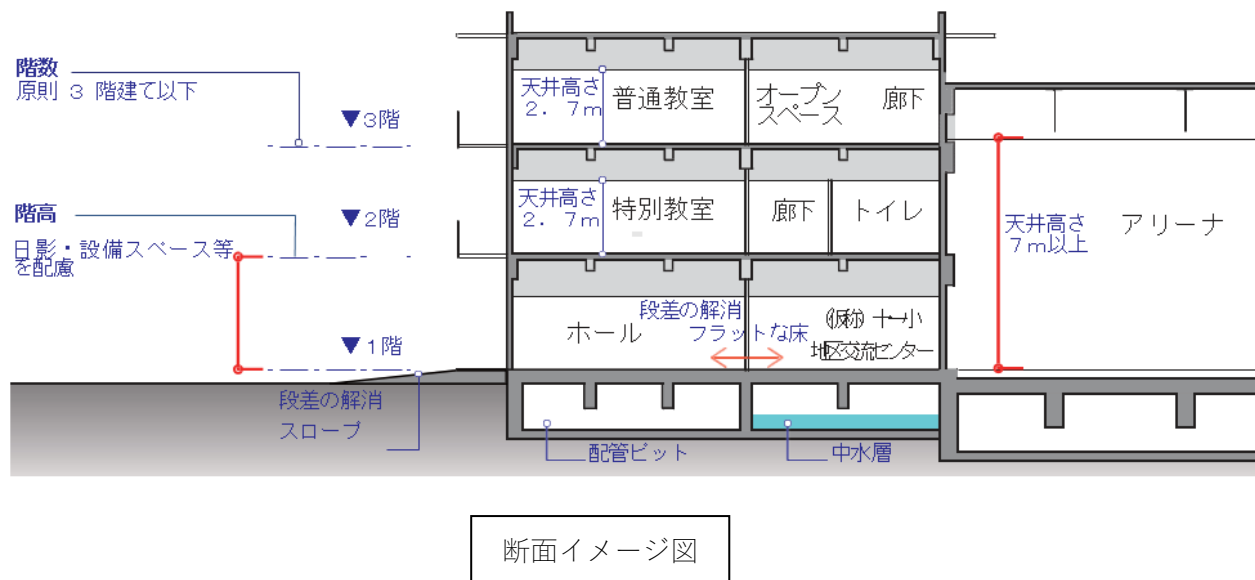 階数
原則 3 階建て以下
▼3階
天井高さ
2. 7m
普通教室
オープン
スペース
廊下
階高
日影・設備スペース等
を配慮
▼2階
天井高さ
2. 7m
特別教室
廊下
トイレ
天井高さ
7m以上
アリーナ
▼1階
ホール
段差の解消
フラットな床
(仮称) 十一小
地区交流センター
段差の解消
スロープ
配管ピット
中水層
断面イメージ図